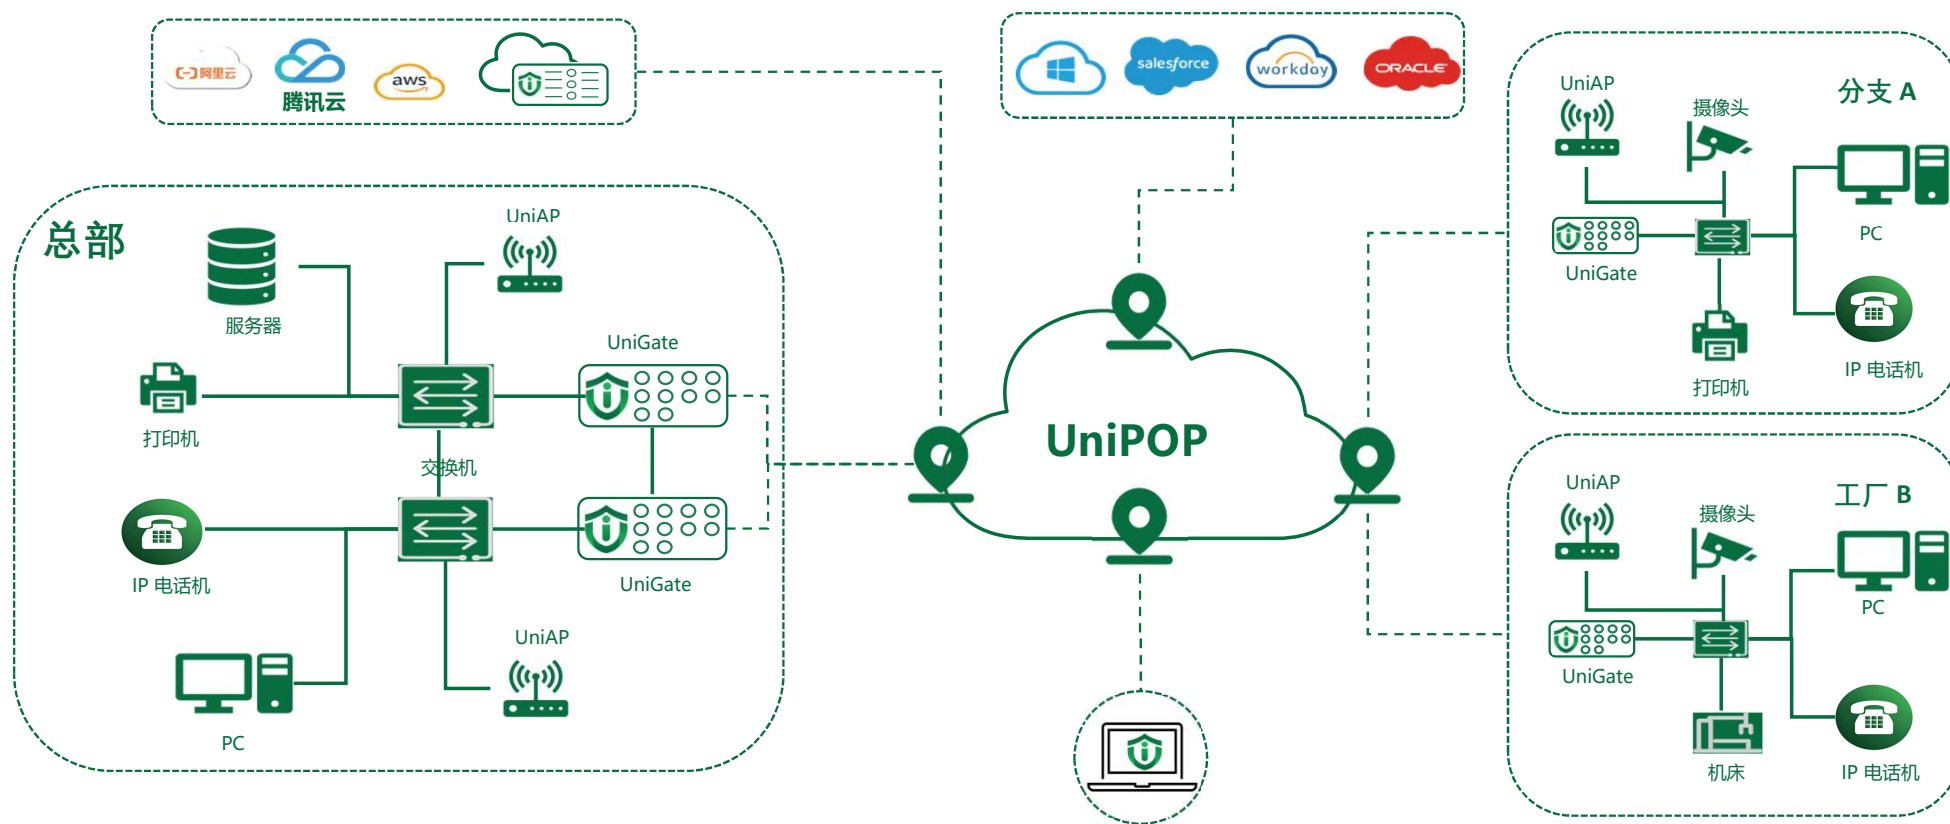 阿里云
腾讯云
aws
salesforce
workday
ORACLE
总部
服务器
UniAP
打印机
UniGate
交换机
IP 电话机
UniGate
PC
UniAP
UniPOP
分支 A
UniAP
摄像头
PC
UniGate
打印机
IP 电话机
工厂 B
UniAP
摄像头
PC
UniGate
机床
IP 电话机